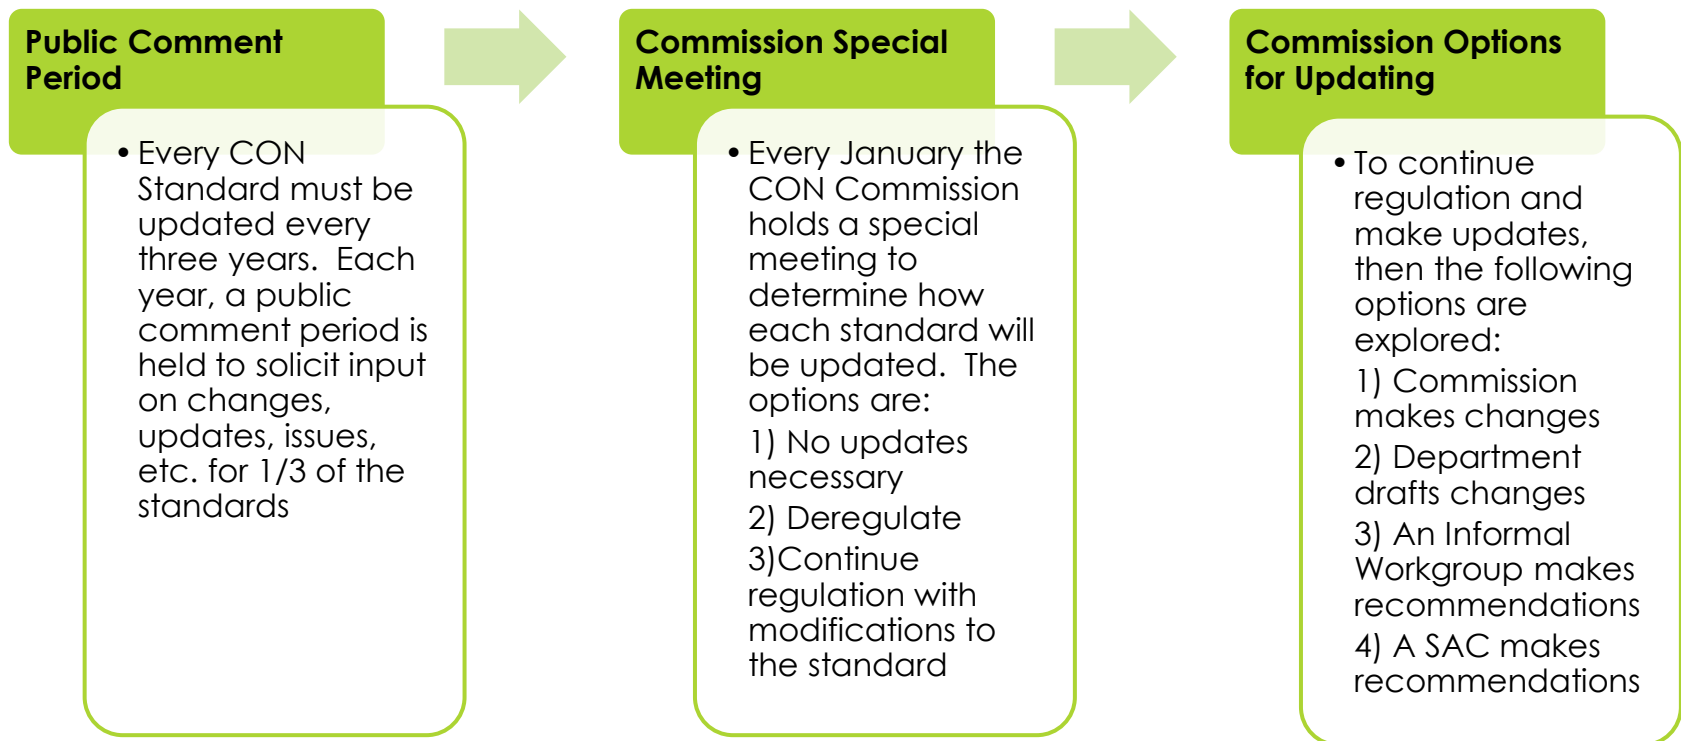 Public Comment
Period
• Every CON
Standard must be
updated every
three years.  Each
year, a public
comment period is
held to solicit input
on changes,
updates, issues,
etc. for 1/3 of the
standards
Commission Special
Meeting
• Every January the
CON Commission
holds a special
meeting to
determine how
each standard will
be updated.  The
options are:
1) No updates
necessary
2) Deregulate
3)Continue
regulation with
modifications to
the standard
Commission Options
for Updating
• To continue
regulation and
make updates,
then the following
options are
explored:
1) Commission
makes changes
2) Department
drafts changes
3) An Informal
Workgroup makes
recommendations
4) A SAC makes
recommendations